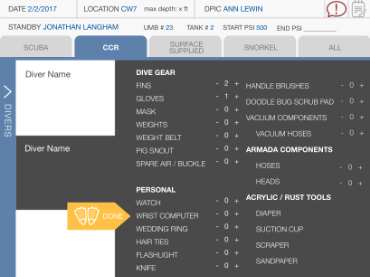 DATE 2/2/2017 LOCATION CW7 max depth: x ft DPIC ANN LEWIN
STANDBY JONATHAN LANGHAM UMB # 23 TANK # 2 START PSI 500 END PSI
SCUBA CCR SURFACE SUPPLIED SNORKEL ALL
DIVERS
Diver Name
Diver Name
DONE
DIVE GEAR
FINS - 2 +
GLOVES - 1 +
MASK - 0 +
WEIGHTS - 0 +
WEIGHT BELT - 0 +
PIG SNOUT - 0 +
SPARE AIR / BUCKLE - 0 +
PERSONAL
WATCH - 0 +
WRIST COMPUTER - 0 +
WEDDING RING - 0 +
HAIR TIES - 0 +
FLASHLIGHT - 0 +
KNIFE - 0 +
HANDLE BRUSHES - 0 +
DOODLE BUG SCRUB PAD - 0 +
VACUUM COMPONENTS - 0 +
VACUUM HOSES - 0 +
ARMADA COMPONENTS
HOSES - 0 +
HEADS - 0 +
ACRYLIC / RUST TOOLS
DIAPER
SUCTION CUP
SCRAPER
SANDPAPER